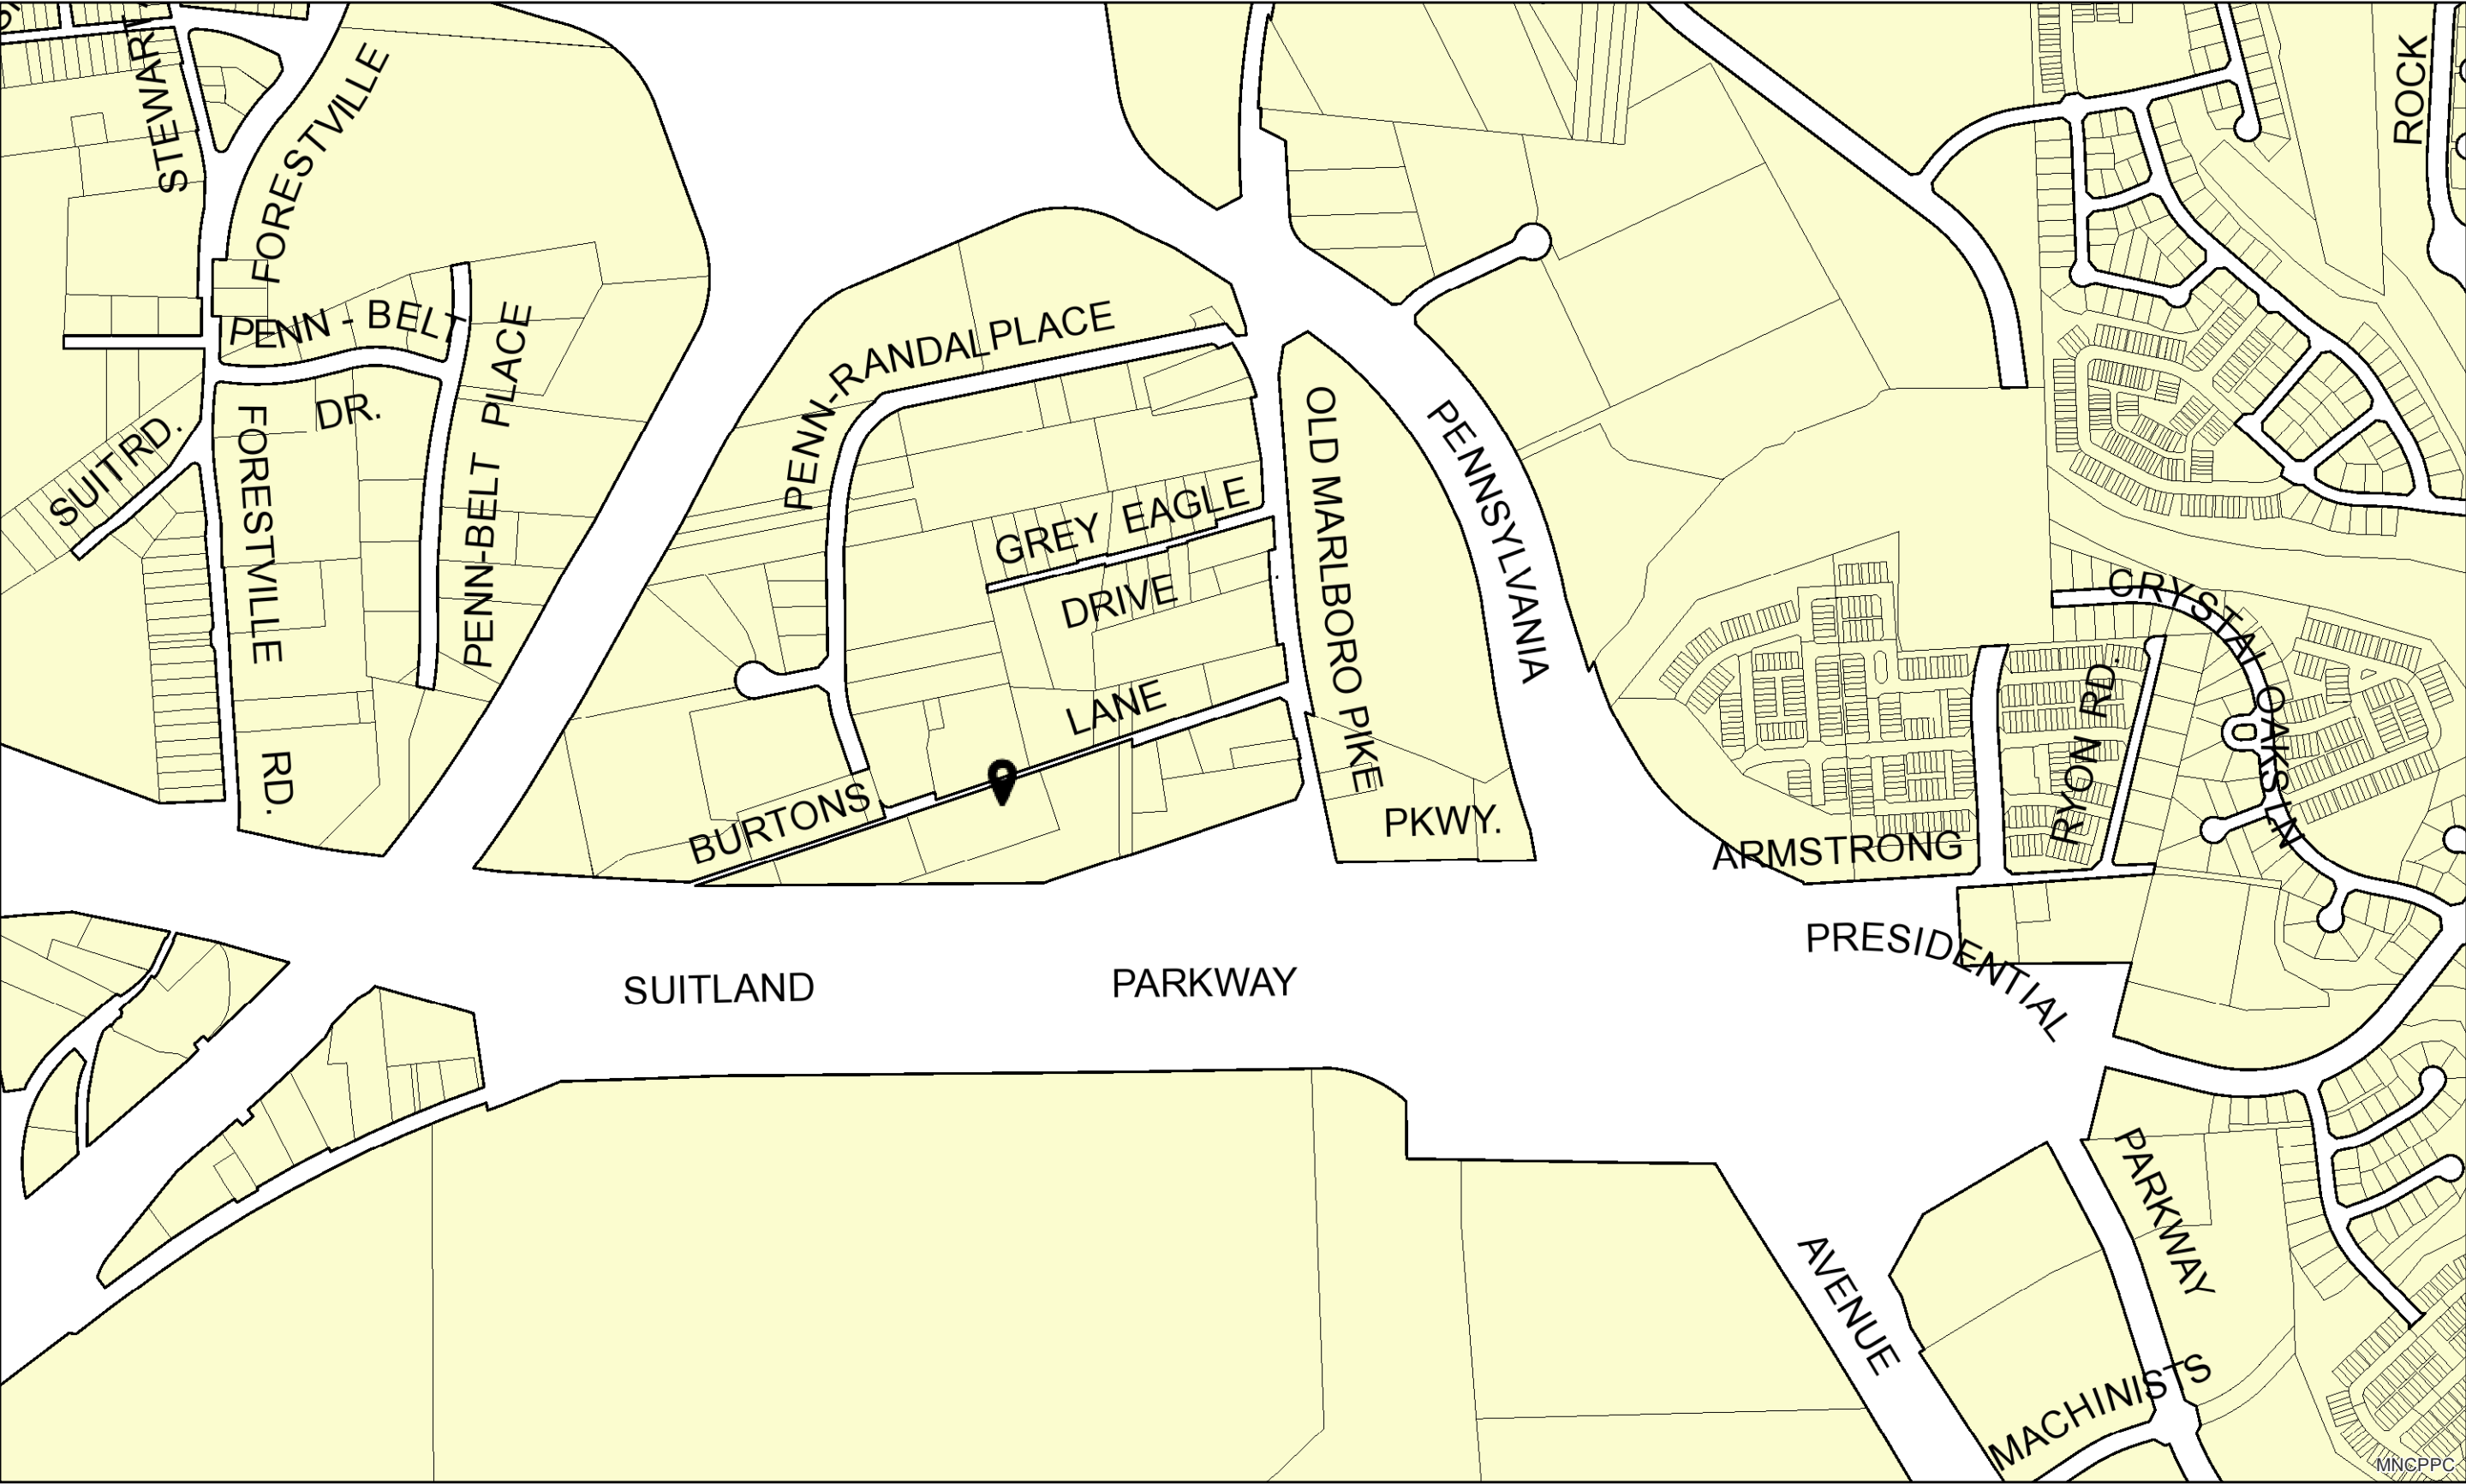 STEWAR
FORESTVILLE
ROCK
PENN - BELT
DR.
PLACE
PENN-BELT
SUIT RD.
FORESTVILLE
RD.
PENN-RANDAL PLACE
GREY EAGLE
DRIVE
OLD MARLBORO PIKE
PENNSYLVANIA
BURTONS
LANE
PKWY.
ARMSTRONG
RYON RD.
CRYSTAL OAKS LN
SUITLAND
PARKWAY
PRESIDENTIAL
PARKWAY
AVENUE
MACHINISTS
MNCPPC